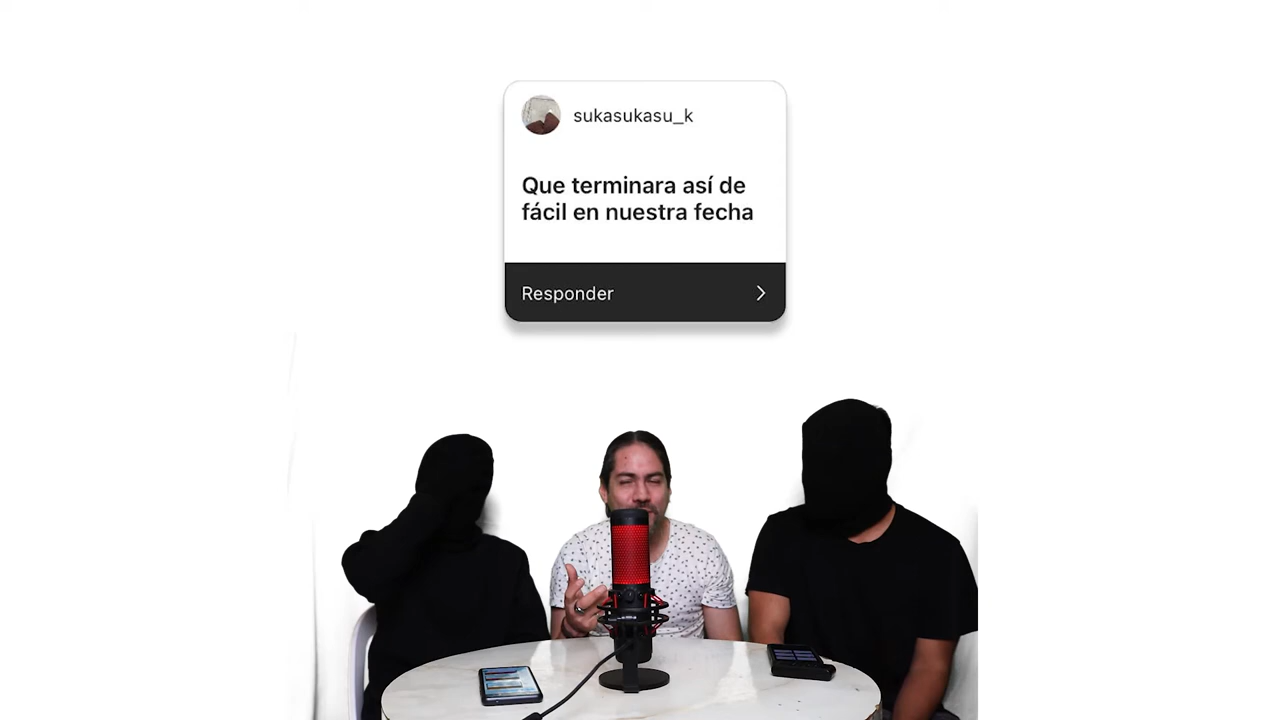 sukasukasu_k
Que terminara así de
fácil en nuestra fecha
Responder